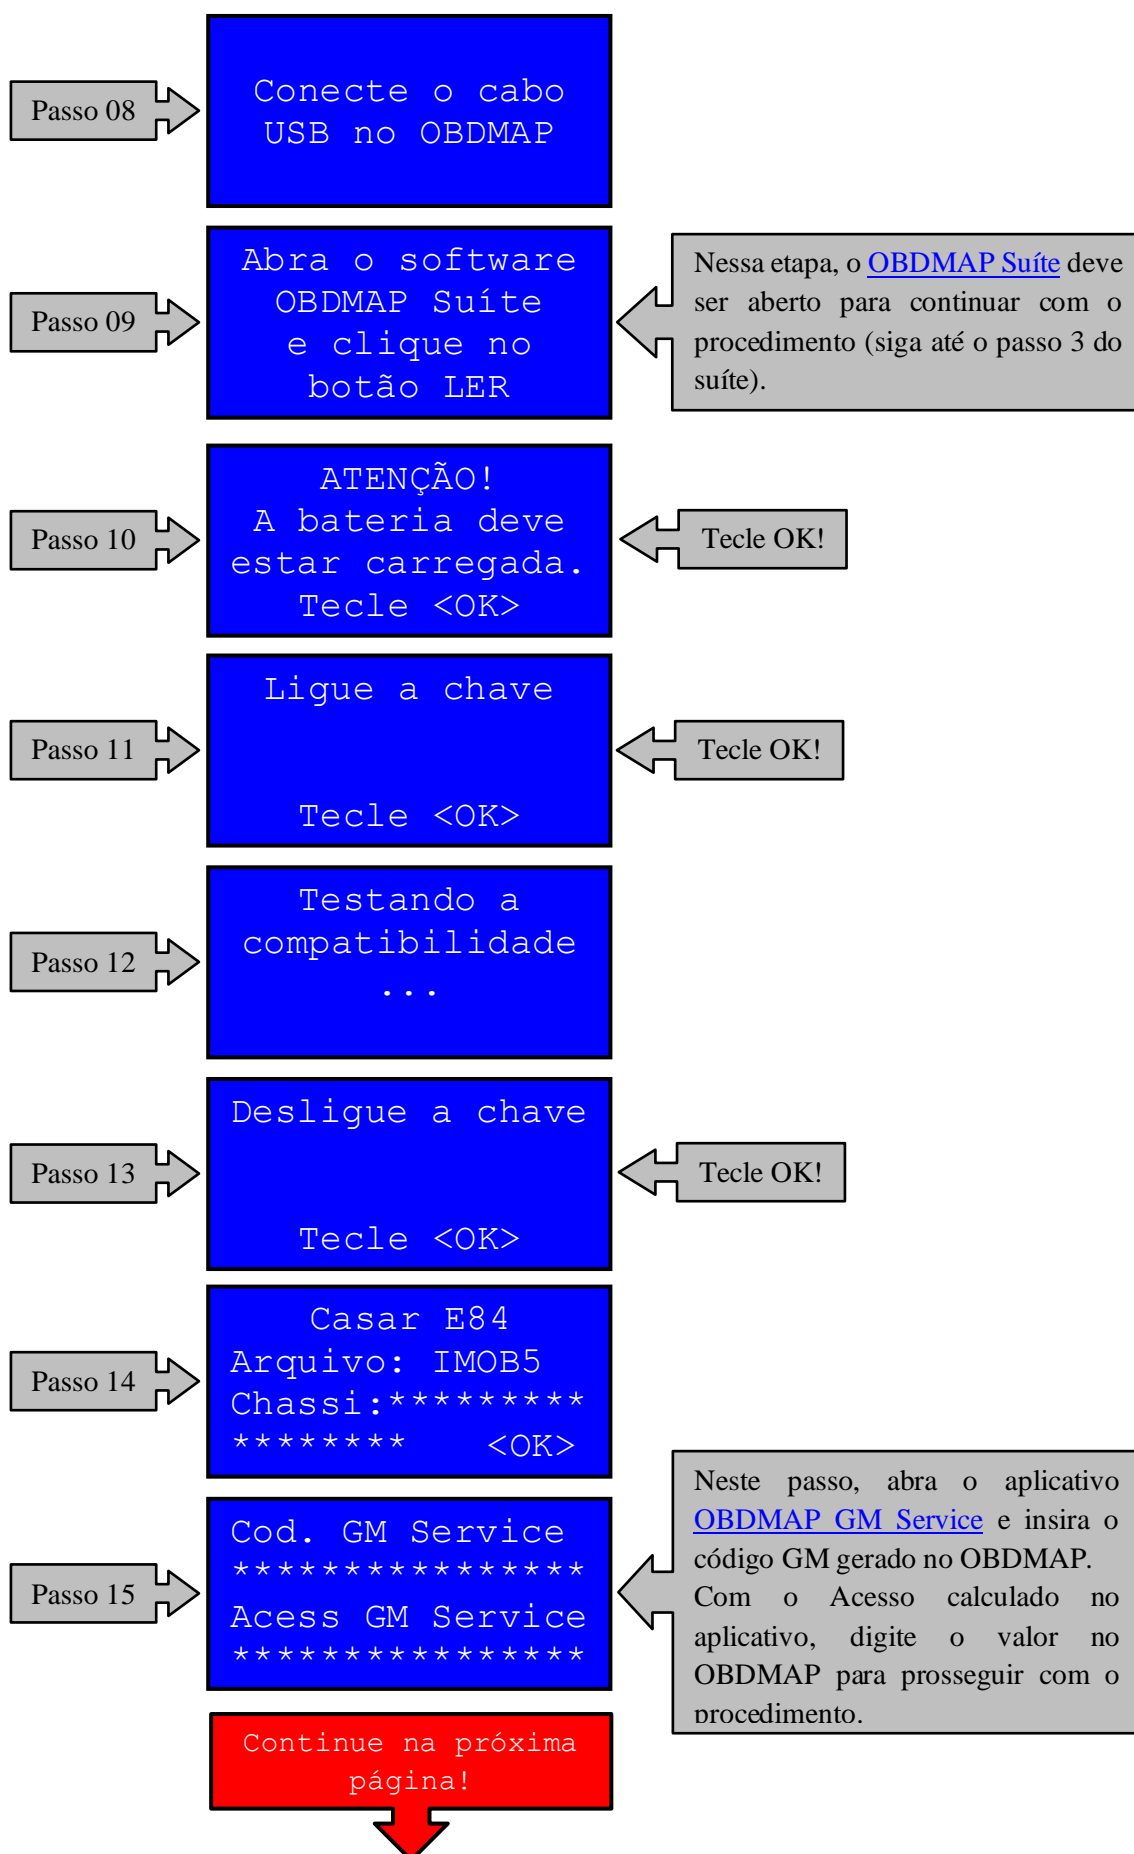 Passo 08
Conecte o cabo
USB no OBDMAP
Passo 09
Abra o software
OBDMAP Suíte
e clique no
botão LER
Nessa etapa, o OBDMAP Suíte deve
ser aberto para continuar com o
procedimento (siga até o passo 3 do
suíte).
Passo 10
ATENÇÃO!
A bateria deve
estar carregada.
Tecle <OK>
Tecle OK!
Passo 11
Ligue a chave
Tecle <OK>
Tecle OK!
Passo 12
Testando a
compatibilidade
...
Passo 13
Desligue a chave
Tecle <OK>
Tecle OK!
Passo 14
Casar E84
Arquivo: IMOB5
Chassi:*********
******** <OK>
Passo 15
Cod. GM Service
****************
Acess GM Service
****************
Neste passo, abra o aplicativo
OBDMAP GM Service e insira o
código GM gerado no OBDMAP.
Com o Acesso calculado no
aplicativo, digite o valor no
OBDMAP para prosseguir com o
procedimento.
Continue na próxima
página!